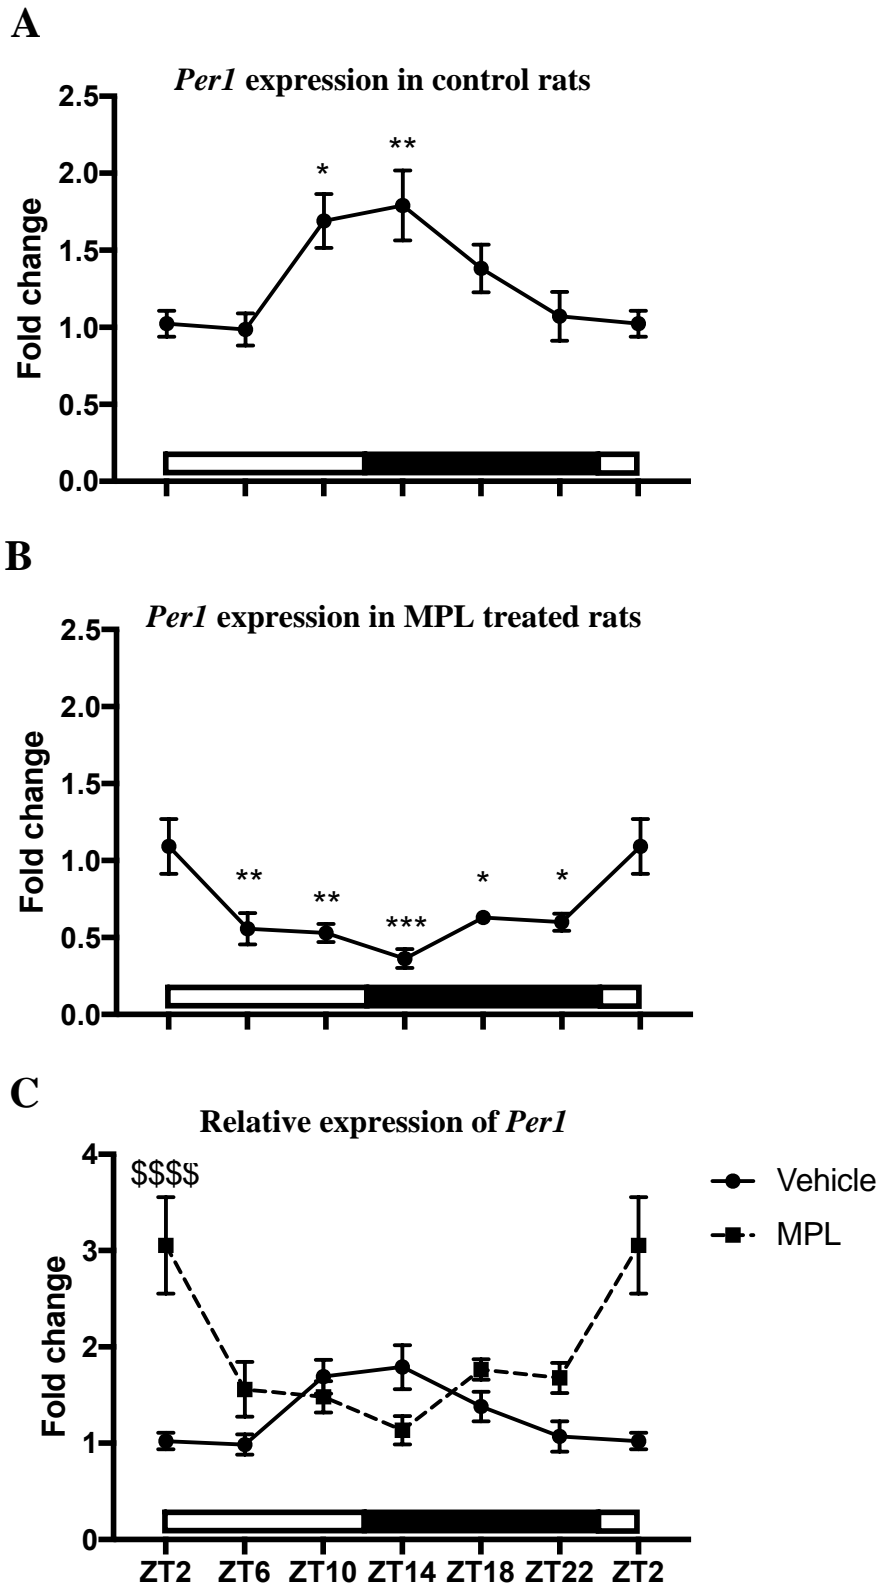 A
Per1 expression in control rats
2.5
2.0
1.5
1.0
0.5
0.0
Fold change
*
**
B
Per1 expression in MPL treated rats
2.5
2.0
1.5
1.0
0.5
0.0
Fold change
**
**
***
*
*
C
Relative expression of Per1
4
3
2
1
0
Fold change
$$$$
Vehicle
MPL
ZT2 ZT6 ZT10 ZT14 ZT18 ZT22 ZT2